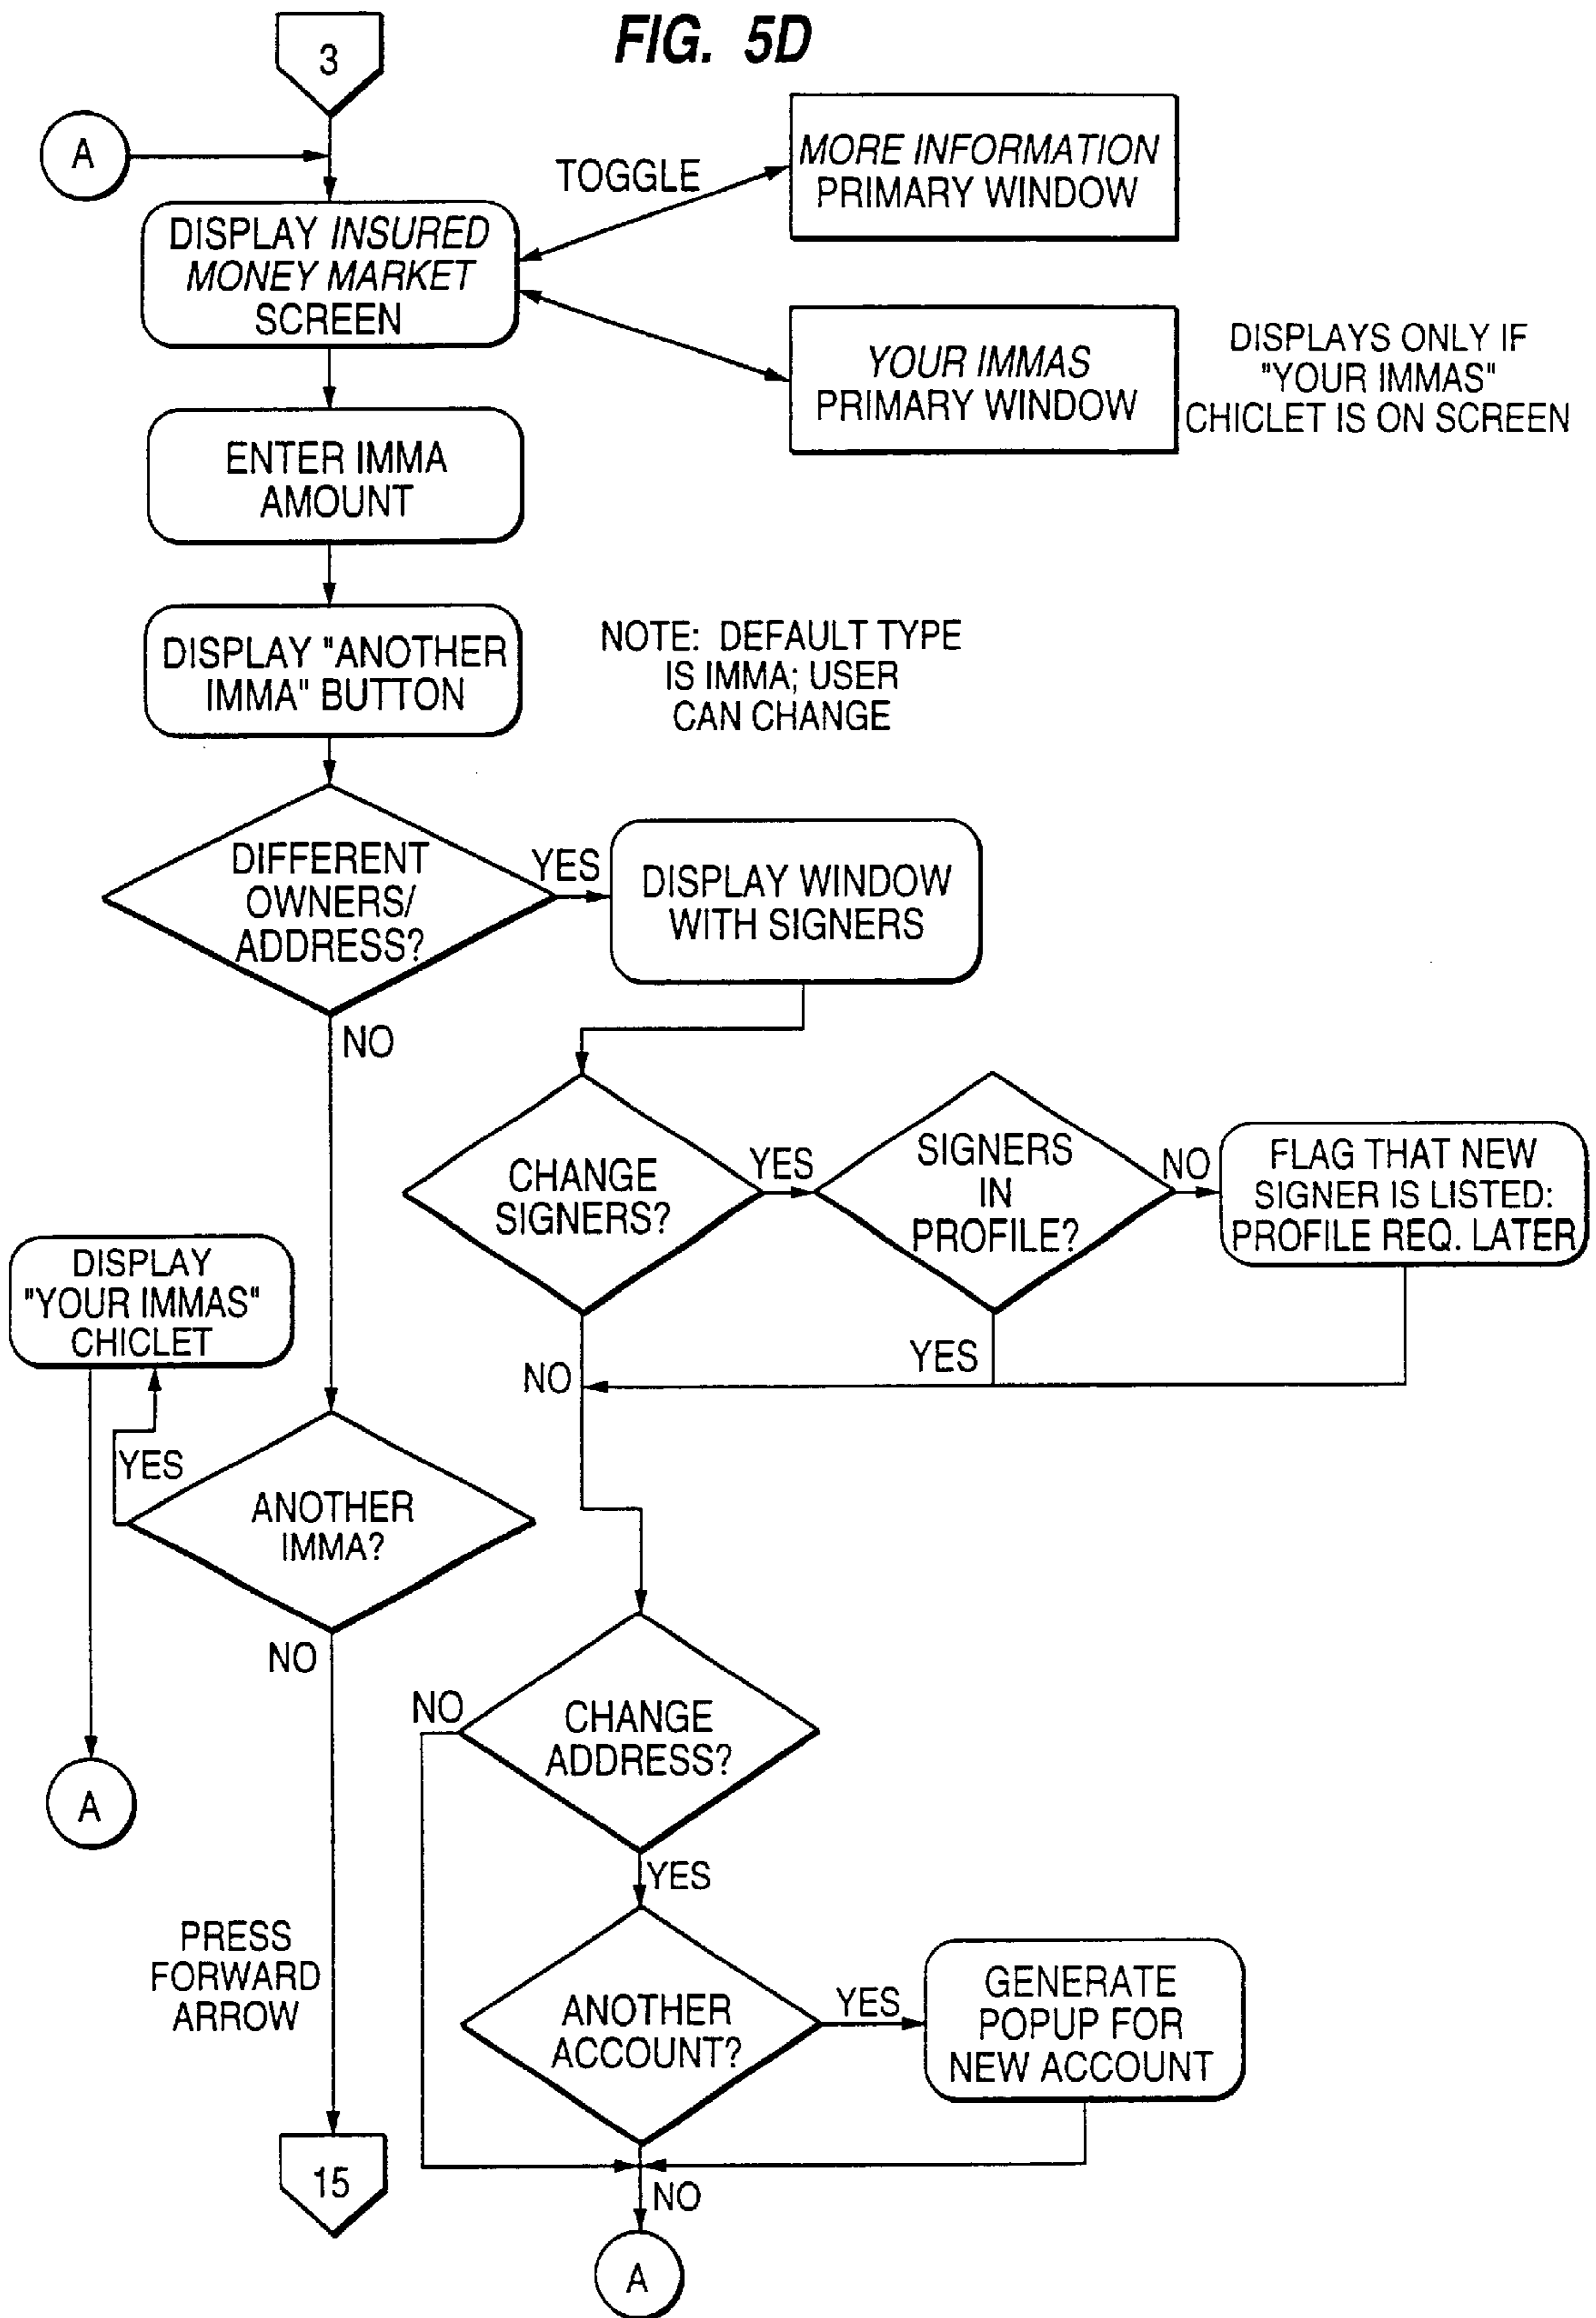 FIG. 5D
3
A
TOGGLE
MORE INFORMATION
PRIMARY WINDOW
DISPLAY INSURED
MONEY MARKET
SCREEN
YOUR IMMAS
PRIMARY WINDOW
DISPLAYS ONLY IF
"YOUR IMMAS"
CHICLET IS ON SCREEN
ENTER IMMA
AMOUNT
DISPLAY "ANOTHER
IMMA" BUTTON
NOTE: DEFAULT TYPE
IS IMMA; USER
CAN CHANGE
DIFFERENT
OWNERS/
ADDRESS?
YES
DISPLAY WINDOW
WITH SIGNERS
NO
CHANGE
SIGNERS?
YES
SIGNERS
IN
PROFILE?
NO
FLAG THAT NEW
SIGNER IS LISTED:
PROFILE REQ. LATER
YES
NO
DISPLAY
"YOUR IMMAS"
CHICLET
YES
ANOTHER
IMMA?
NO
A
PRESS
FORWARD
ARROW
15
NO
CHANGE
ADDRESS?
YES
ANOTHER
ACCOUNT?
YES
GENERATE
POPUP FOR
NEW ACCOUNT
NO
A